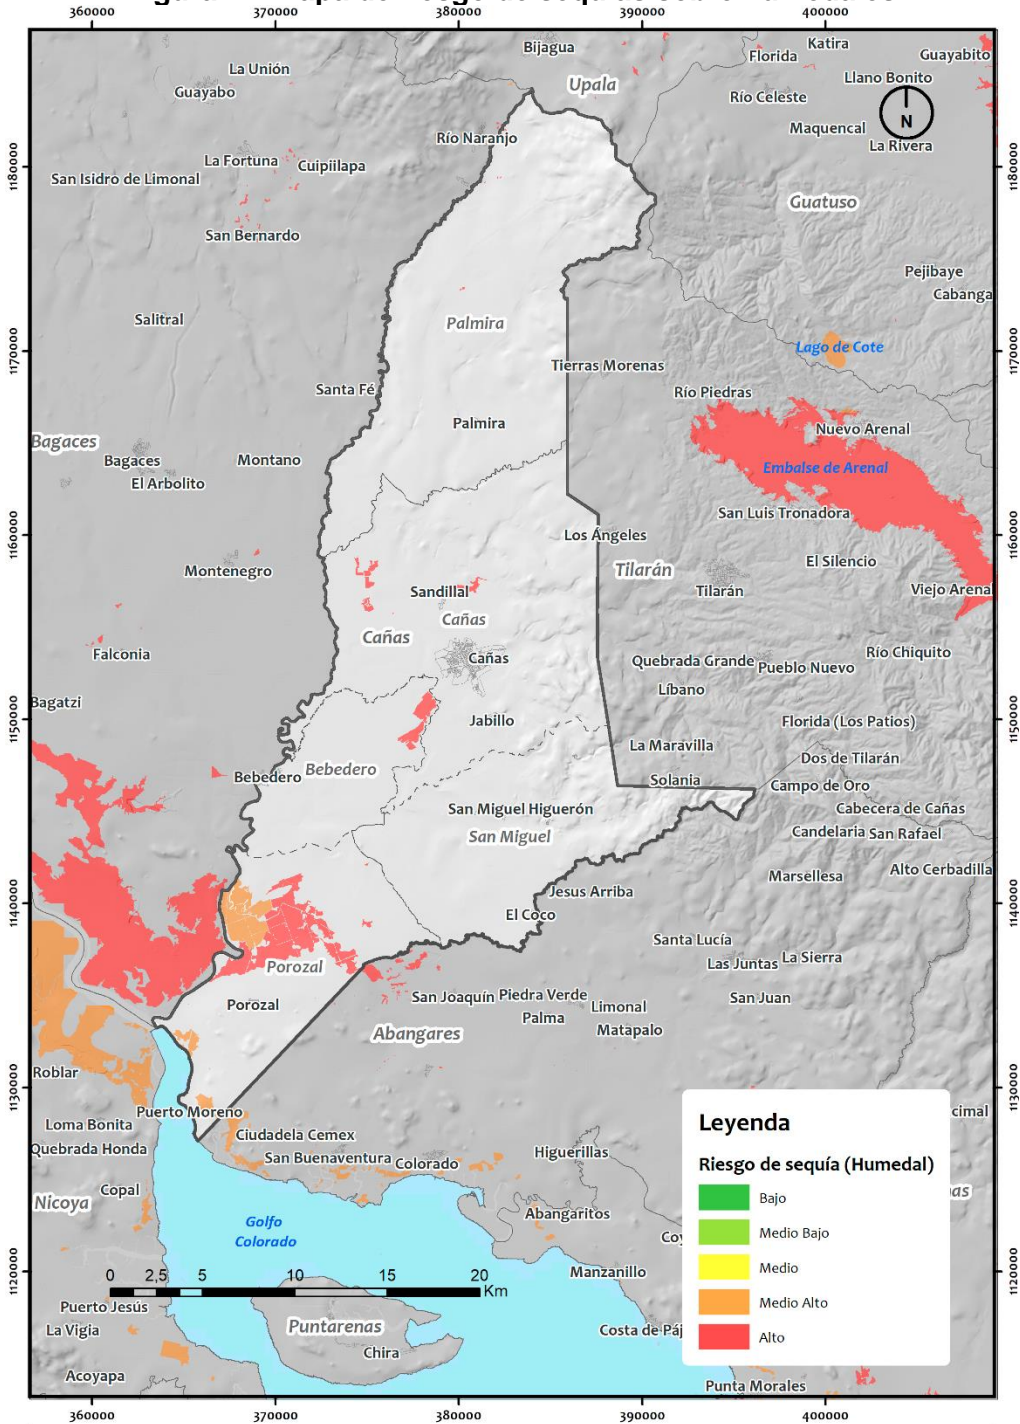 360000
370000
380000
390000
400000
Bijagua
Katira
Florida
Guayabito
La Unión
Llano Bonito
Guayabo
Upala
Río Celeste
N
Maquencal
Río Naranjo
La Rivera
La Fortuna
Cuipiilapa
1180000
1180000
San Isidro de Limonal
Guatuso
San Bernardo
Pejibaye
Cabanga
Salitral
Palmira
1170000
1170000
Lago de Cote
Tierras Morenas
Santa Fé
Río Piedras
Palmira
Nuevo Arenal
Bagaces
Bagaces
Montano
Embalse de Arenal
El Arbolito
San Luis Tronadora
1160000
1160000
Los Ángeles
El Silencio
Montenegro
Tilarán
Sandillal
Tilarán
Viejo Arenal
Cañas
Cañas
Falconia
Cañas
Quebrada Grande
Pueblo Nuevo
Río Chiquito
Líbano
Bagatzi
1150000
1150000
Jabillo
Florida (Los Patios)
La Maravilla
Dos de Tilarán
Bebedero
Bebedero
Solania
Campo de Oro
San Miguel Higuerón
Cabecera de Cañas
San Miguel
Candelaria
San Rafael
Marsellesa
Alto Cerbadilla
Jesus Arriba
1140000
1140000
El Coco
Santa Lucía
Las Juntas
La Sierra
Porozal
Porozal
San Joaquín
Piedra Verde
San Juan
Limonal
Palma
Matapalo
Abangares
Roblar
1130000
1130000
Puerto Moreno
Loma Bonita
Ciudadela Cemex
Quebrada Honda
San Buenaventura
Colorado
Higuerillas
Copal
Nicoya
Abangaritos
Golfo
Colorado
Manzanillo
1120000
1120000
0
2,5
5
10
15
20
Km
Puerto Jesús
La Vigia
Puntarenas
Chira
Acoyapa
Punta Morales
Leyenda
Riesgo de sequía (Humedal)
Bajo
Medio Bajo
Medio
Medio Alto
Alto
360000
370000
380000
390000
400000